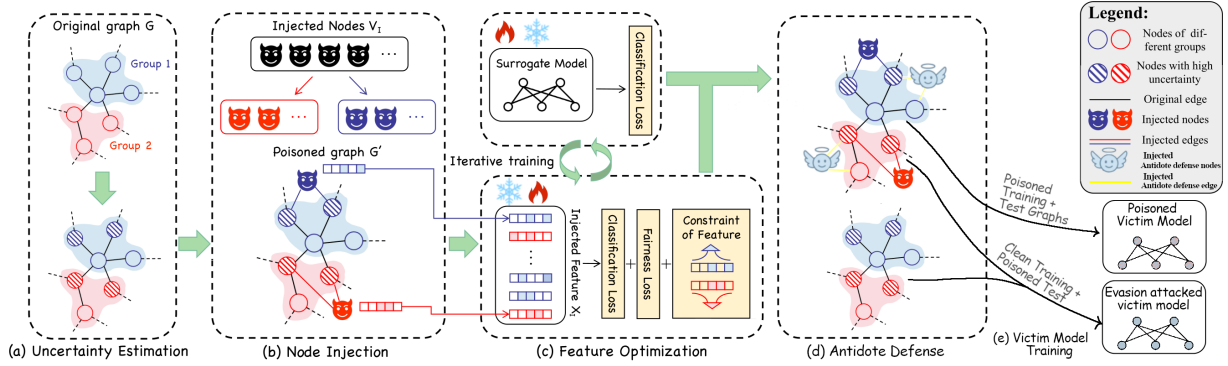 Original graph G
Group 1
Group 2
(a) Uncertainty Estimation
Injected Nodes V_I
...
...
...
Poisoned graph G'
(b) Node Injection
Surrogate Model
Classification Loss
Iterative training
Injected Feature X_I
Classification Loss
+
Fairness Loss
+
Constraint
of Feature
(c) Feature Optimization
(d) Antidote Defense
Poisoned
Training +
Test Graphs
Clean Training +
Poisoned Test
(e) Victim Model
Training
Poisoned
Victim Model
Evasion attacked
victim model
Legend:
Nodes of dif-
ferent groups
Nodes with high
uncertainty
Original edge
Injected nodes
Injected edges
Injected
Antidote defense nodes
Injected
Antidote defense edge